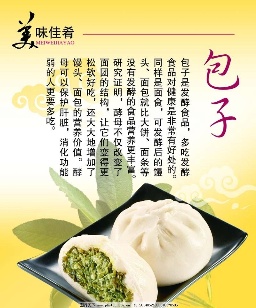 美味佳肴
MEIWEIJIAYAO
包子
包子是发酵食品,多吃发酵
食品对健康是非常有好处的。
同样是面食,可发酵后的馒
头、面包就比大饼、面条等
没有发酵的食品营养更丰富。
研究证明,酵母不仅改变了
面团的结构,让它们变得更
松软好吃,还大大地增加了
馒头、面包的营养价值。酵
母可以保护肝脏,消化功能
弱的人更要多吃。